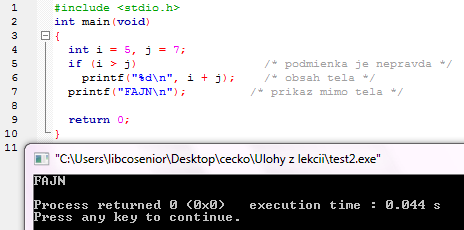 1 #include <stdio.h>
2 int main(void)
3 {
4 int i = 5, j = 7;
5 if (i > j) /* podmienka je nepravda */
6 printf("%d\n", i + j); /* obsah tela */
7 printf("FAJN\n"); /* prikaz mimo tela */
8
9 return 0;
10 }
11
"C:\Users\libcosenior\Desktop\cecko\Ulohy z lekcii\test2.exe"
FAJN
Process returned 0 (0x0) execution time : 0.044 s
Press any key to continue.